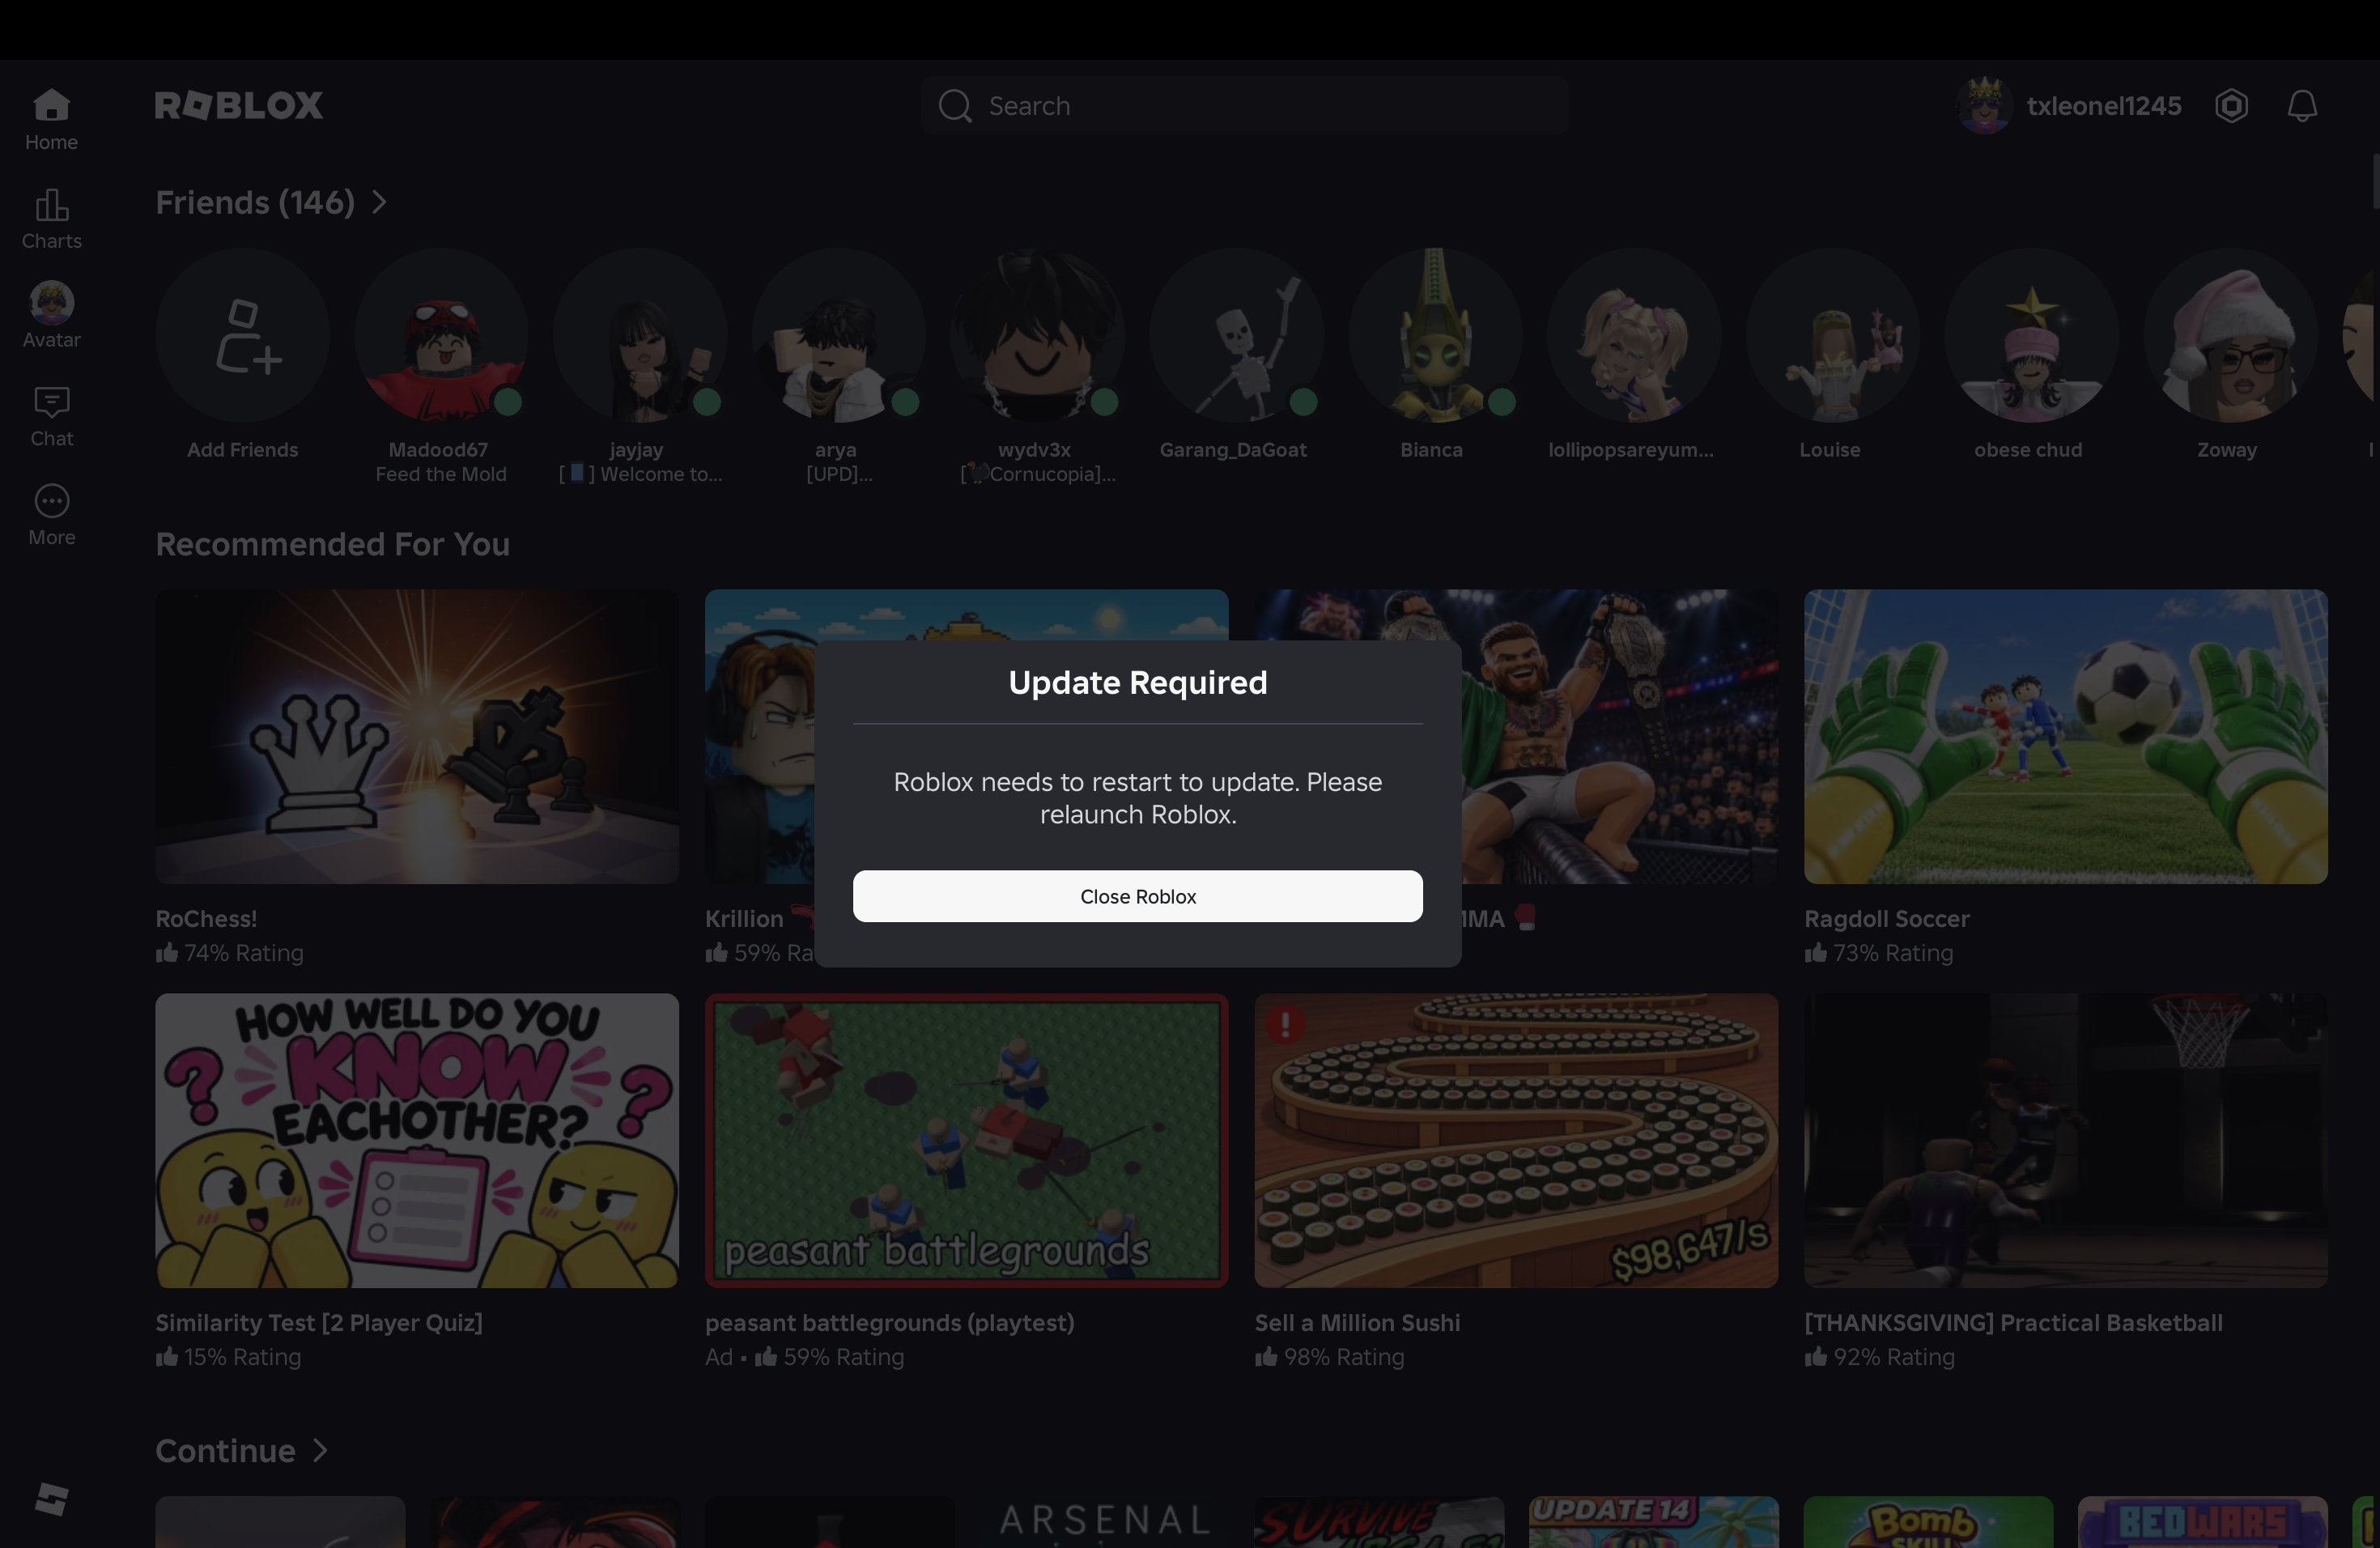 Home
Charts
Avatar
Chat
More
ROBLOX
Search
txleonel1245
Friends (146)
Add Friends
Madood67
Feed the Mold
jayjay
[📘] Welcome to...
arya
[UPD]...
wydv3x
[🦃Cornucopia]...
Garang_DaGoat
Bianca
lollipopsareyum...
Louise
obese chud
Zoway
Recommended For You
Update Required
Roblox needs to restart to update. Please
relaunch Roblox.
Close Roblox
RoChess!
74% Rating
Krillion
59% Ra
MMA 🥊
Ragdoll Soccer
73% Rating
HOW WELL DO YOU
KNOW
EACHOTHER?
Similarity Test [2 Player Quiz]
15% Rating
peasant battlegrounds
peasant battlegrounds (playtest)
Ad • 59% Rating
$98,647/s
Sell a Million Sushi
98% Rating
[THANKSGIVING] Practical Basketball
92% Rating
Continue
ARSENAL
SURVIVE
UPDATE 14
Bomb
SKILL
BEDWARS